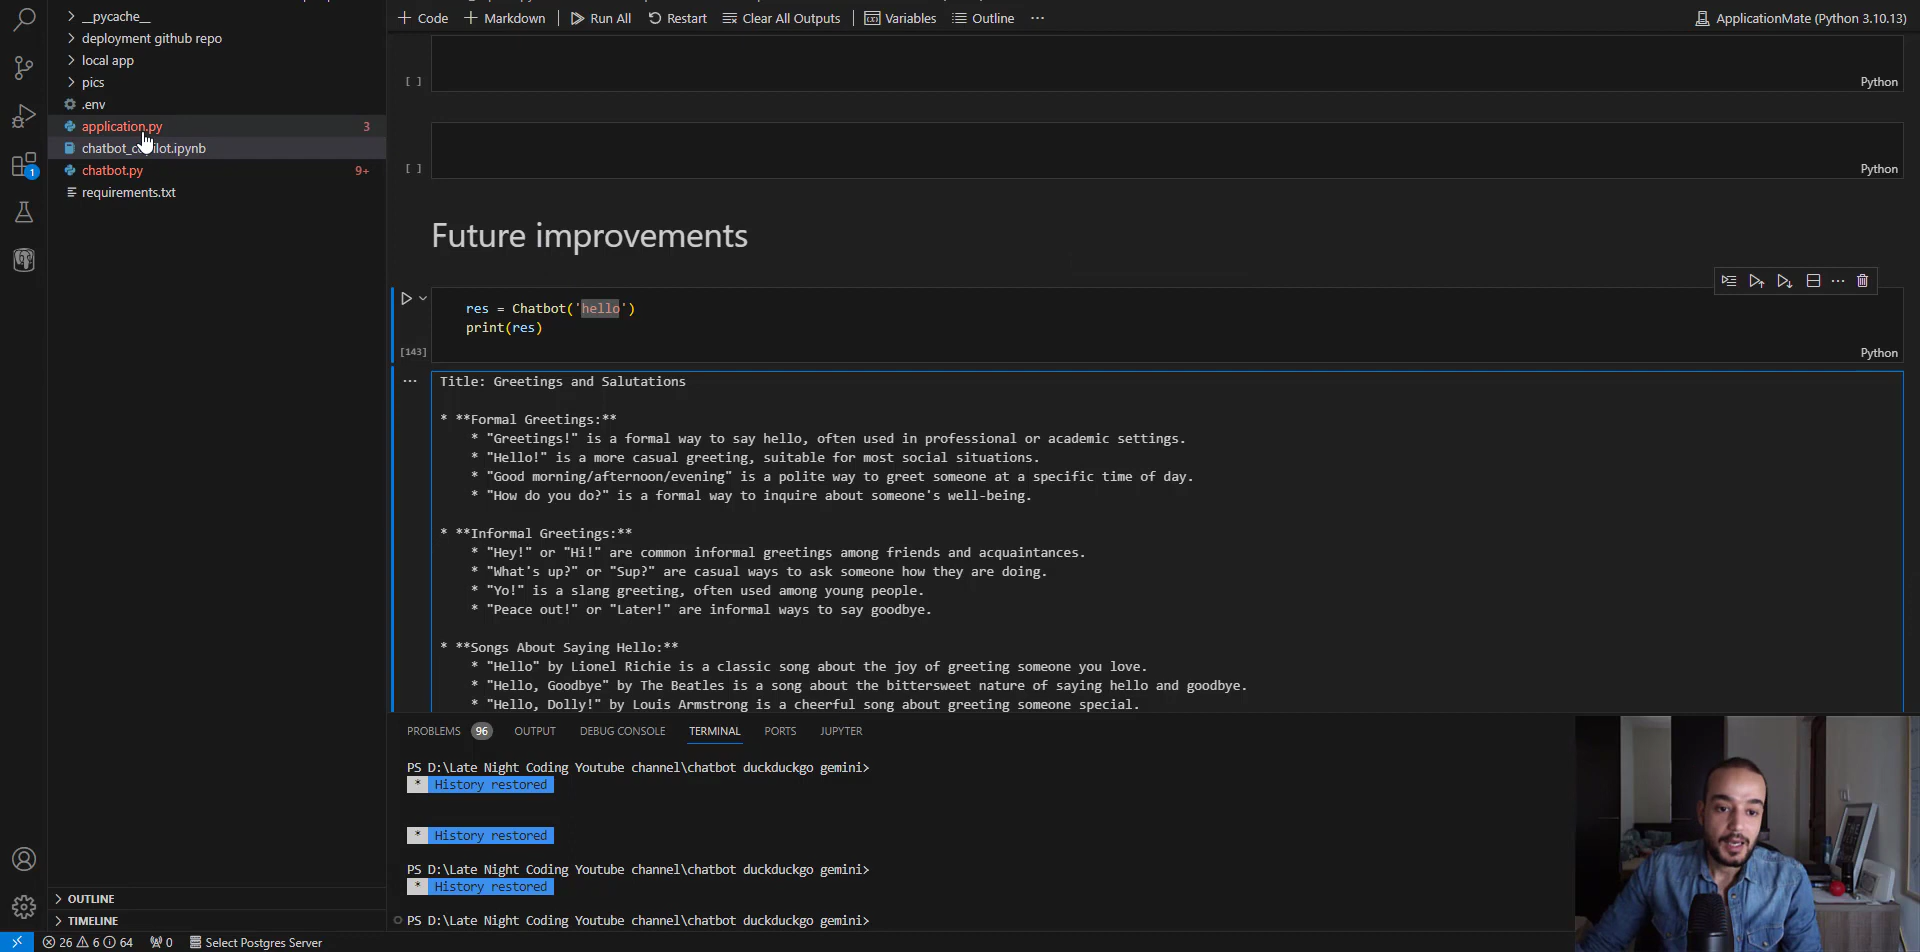 __pycache__
deployment github repo
local app
pics
.env
application.py 3
chatbot_copilot.ipynb
chatbot.py 9+
requirements.txt
1
OUTLINE
TIMELINE
Code Markdown Run All Restart Clear All Outputs Variables Outline ···
ApplicationMate (Python 3.10.13)
[ ]
Python
[ ]
Python
Future improvements
res = Chatbot('hello')
print(res)
[143]
Python
Title: Greetings and Salutations
* **Formal Greetings:**
* "Greetings!" is a formal way to say hello, often used in professional or academic settings.
* "Hello!" is a more casual greeting, suitable for most social situations.
* "Good morning/afternoon/evening" is a polite way to greet someone at a specific time of day.
* "How do you do?" is a formal way to inquire about someone's well-being.
* **Informal Greetings:**
* "Hey!" or "Hi!" are common informal greetings among friends and acquaintances.
* "What's up?" or "Sup?" are casual ways to ask someone how they are doing.
* "Yo!" is a slang greeting, often used among young people.
* "Peace out!" or "Later!" are informal ways to say goodbye.
* **Songs About Saying Hello:**
* "Hello" by Lionel Richie is a classic song about the joy of greeting someone you love.
* "Hello, Goodbye" by The Beatles is a song about the bittersweet nature of saying hello and goodbye.
* "Hello, Dolly!" by Louis Armstrong is a cheerful song about greeting someone special.
PROBLEMS 96 OUTPUT DEBUG CONSOLE TERMINAL PORTS JUPYTER
PS D:\Late Night Coding Youtube channel\chatbot duckduckgo gemini>
* History restored
* History restored
PS D:\Late Night Coding Youtube channel\chatbot duckduckgo gemini>
* History restored
PS D:\Late Night Coding Youtube channel\chatbot duckduckgo gemini>
26 6 64 0 Select Postgres Server